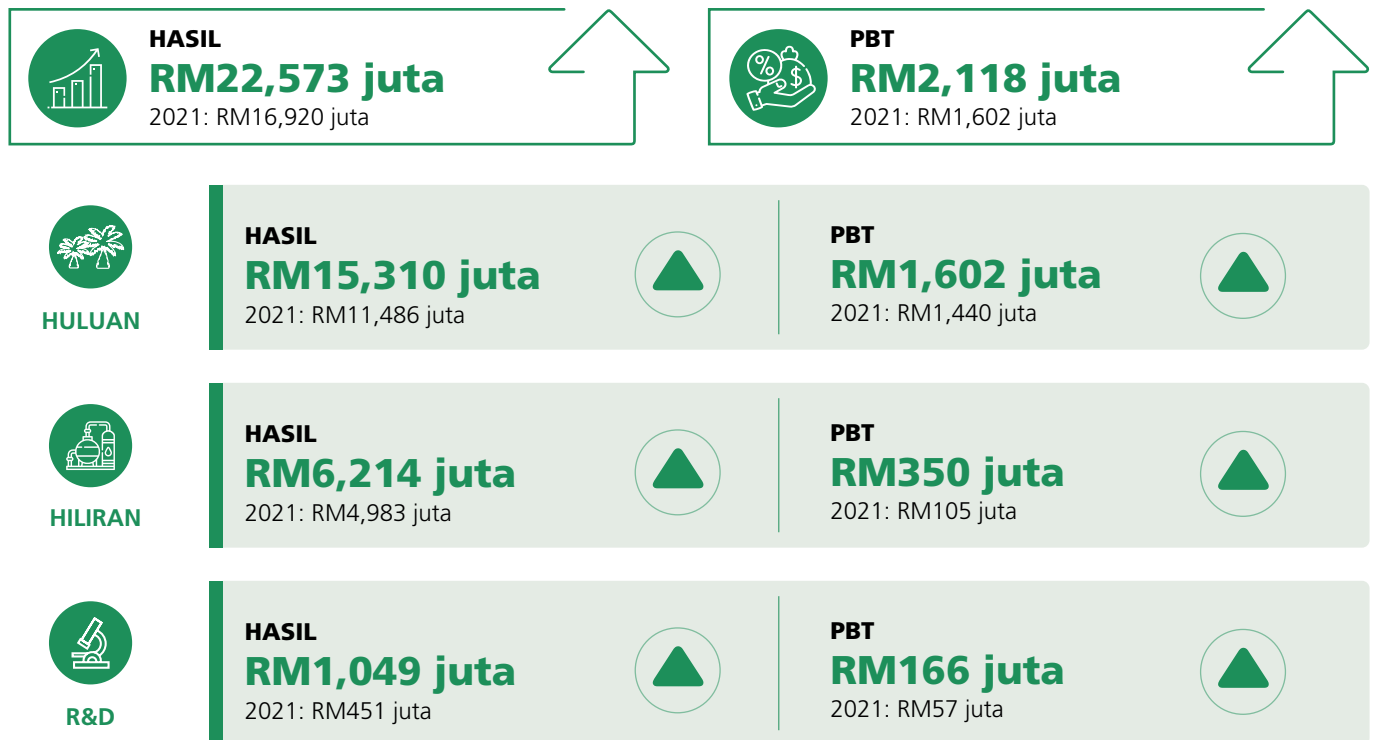 HASIL
RM22,573 juta
2021: RM16,920 juta
PBT
RM2,118 juta
2021: RM1,602 juta
HULUAN
HASIL
RM15,310 juta
2021: RM11,486 juta
PBT
RM1,602 juta
2021: RM1,440 juta
HILIRAN
HASIL
RM6,214 juta
2021: RM4,983 juta
PBT
RM350 juta
2021: RM105 juta
R&D
HASIL
RM1,049 juta
2021: RM451 juta
PBT
RM166 juta
2021: RM57 juta